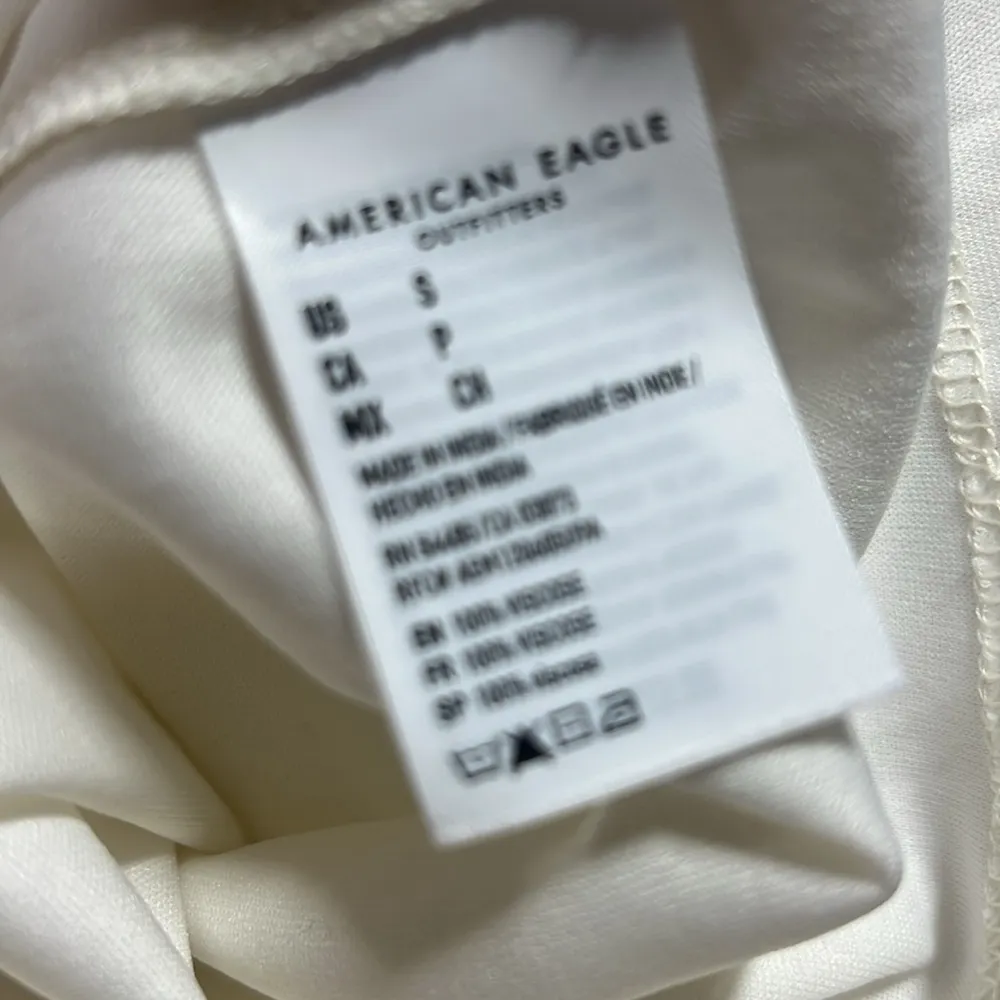 AMERICAN EAGLE
OUTFITTERS
US S
CA P
MX CH
MADE IN INDIA / FABRIQUÉ EN INDE /
HECHO EN INDIA
EN 100% VISCOSE
FR 100% VISCOSE
SP 100% viscosa